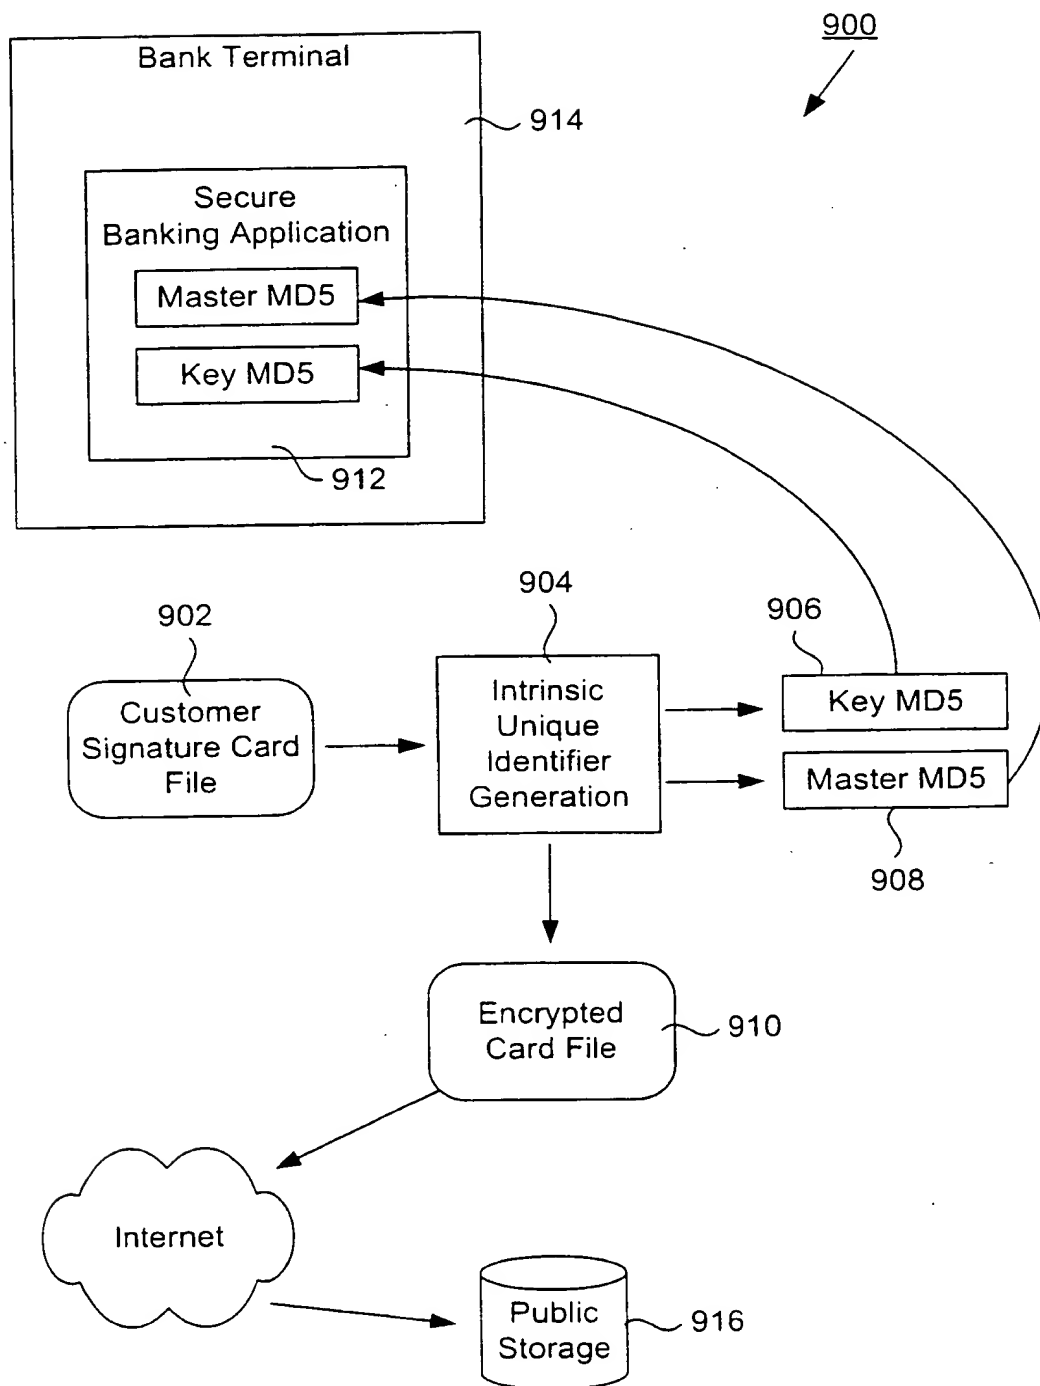 900
Bank Terminal
914
Secure
Banking Application
Master MD5
Key MD5
912
902
904
906
Customer
Signature Card
File
Intrinsic
Unique
Identifier
Generation
Key MD5
Master MD5
908
Encrypted
Card File
910
Internet
Public
Storage
916